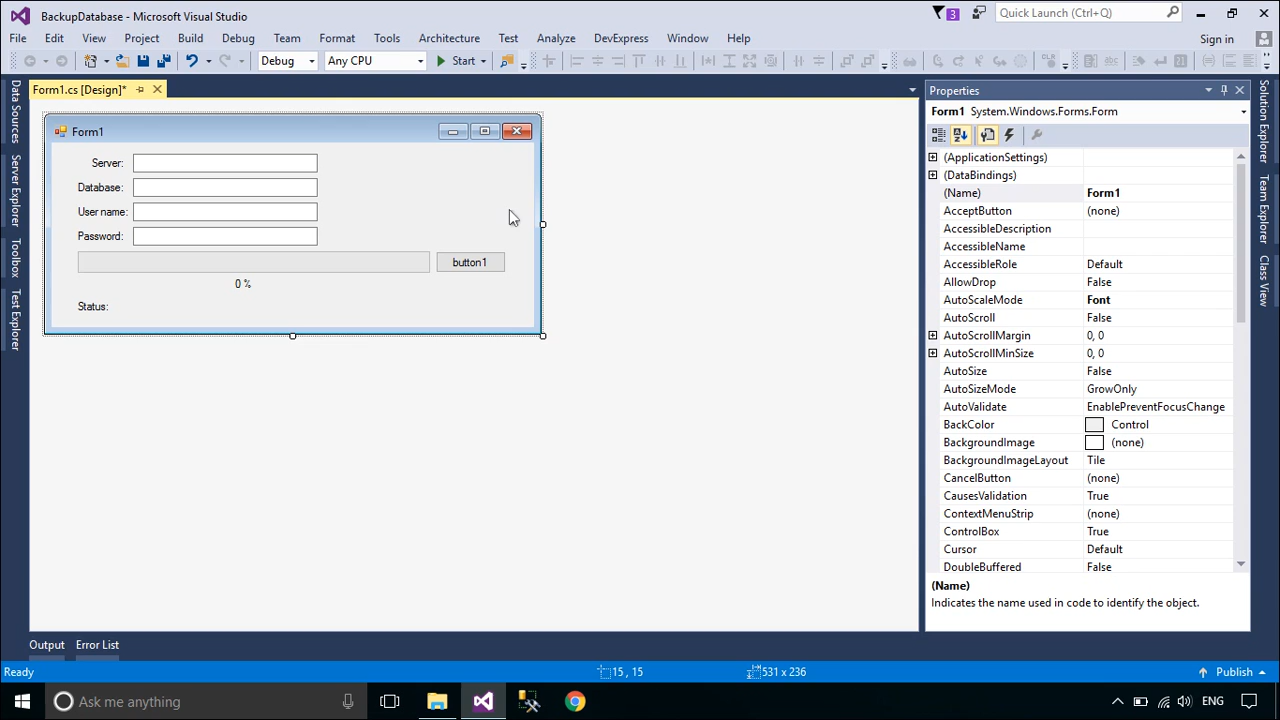 BackupDatabase - Microsoft Visual Studio
3
Quick Launch (Ctrl+Q)
File Edit View Project Build Debug Team Format Tools Architecture Test Analyze DevExpress Window Help
Sign in
Debug Any CPU Start
Data Sources
Server Explorer
Toolbox
Test Explorer
Form1.cs [Design]*
Form1
Server:
Database:
User name:
Password:
button1
0 %
Status:
Properties
Form1 System.Windows.Forms.Form
(ApplicationSettings)
(DataBindings)
(Name) Form1
AcceptButton (none)
AccessibleDescription
AccessibleName
AccessibleRole Default
AllowDrop False
AutoScaleMode Font
AutoScroll False
AutoScrollMargin 0, 0
AutoScrollMinSize 0, 0
AutoSize False
AutoSizeMode GrowOnly
AutoValidate EnablePreventFocusChange
BackColor Control
BackgroundImage (none)
BackgroundImageLayout Tile
CancelButton (none)
CausesValidation True
ContextMenuStrip (none)
ControlBox True
Cursor Default
DoubleBuffered False
(Name)
Indicates the name used in code to identify the object.
Solution Explorer
Team Explorer
Class View
Output Error List
Ready 15 , 15 531 x 236 Publish
Ask me anything
ENG